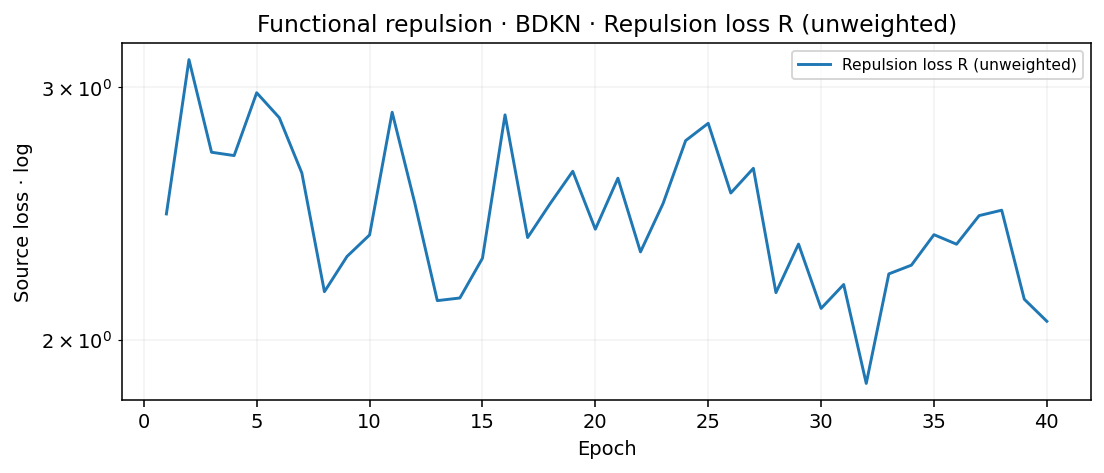 Functional repulsion · BDKN · Repulsion loss R (unweighted)
Repulsion loss R (unweighted)
Source loss · log
3 × 10⁰
2 × 10⁰
0 5 10 15 20 25 30 35 40
Epoch